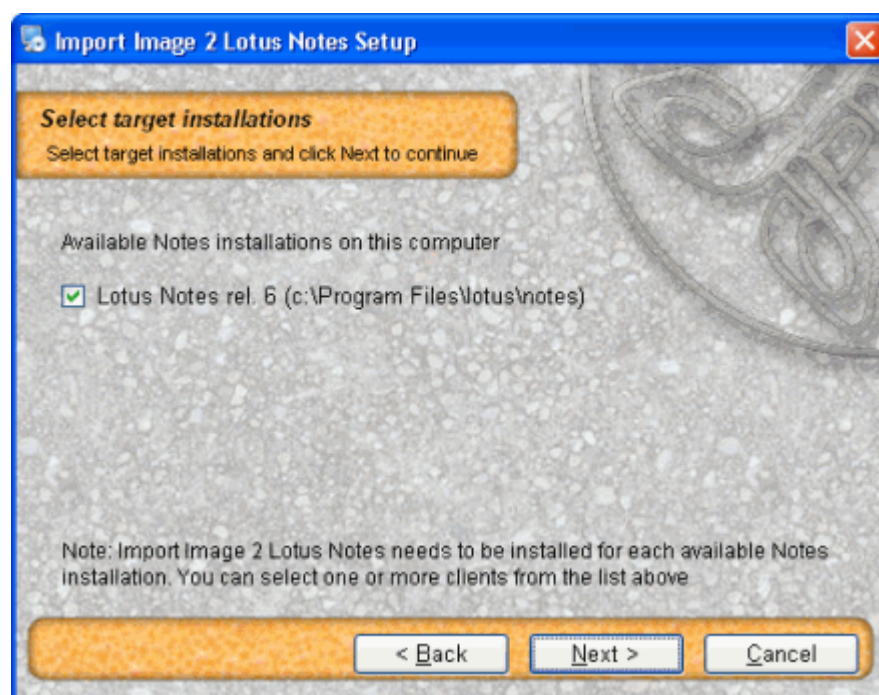 Import Image 2 Lotus Notes Setup
Select target installations
Select target installations and click Next to continue
Available Notes installations on this computer
Lotus Notes rel. 6 (c:\Program Files\lotus\notes)
Note: Import Image 2 Lotus Notes needs to be installed for each available Notes
installation. You can select one or more clients from the list above
< Back Next > Cancel